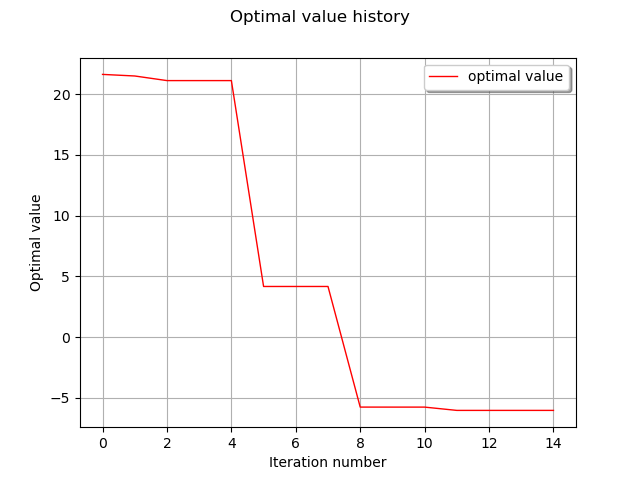 Optimal value history
optimal value
20
15
10
5
0
−5
Optimal value
0 2 4 6 8 10 12 14
Iteration number